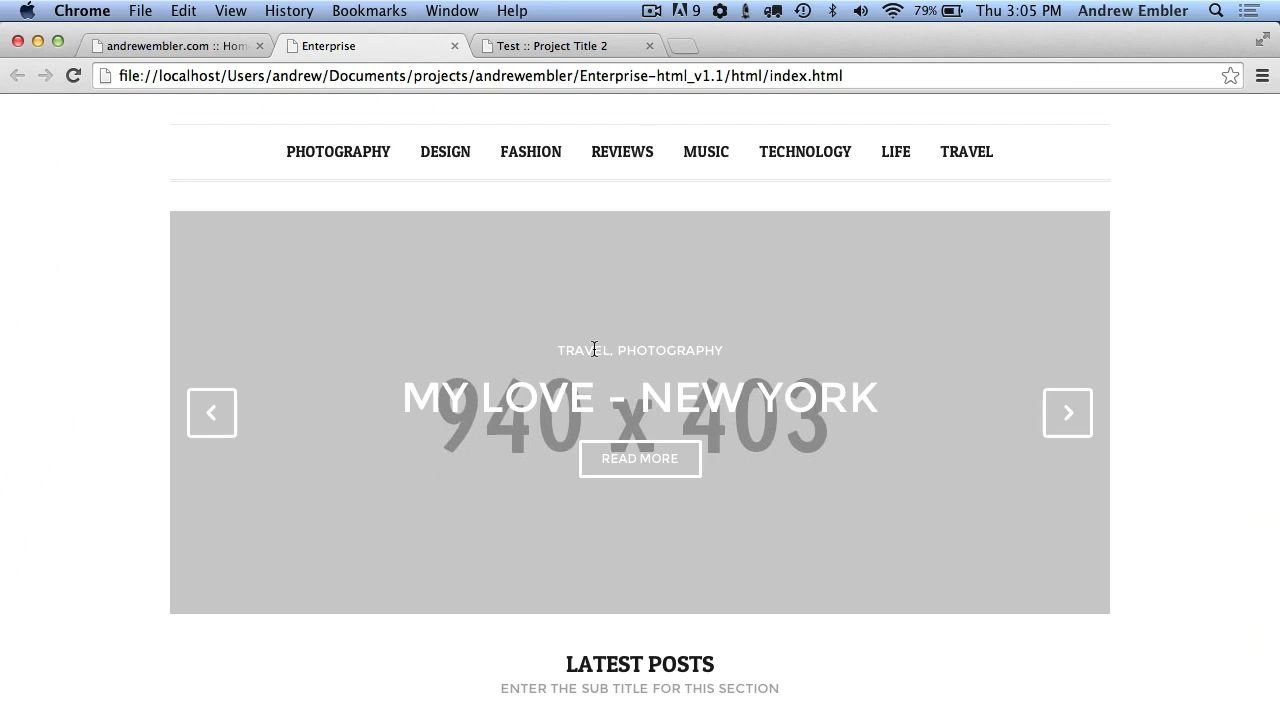 Chrome File Edit View History Bookmarks Window Help 9 79% Thu 3:05 PM Andrew Embler
andrewembler.com :: Hom Enterprise Test :: Project Title 2
file://localhost/Users/andrew/Documents/projects/andrewembler/Enterprise-html_v1.1/html/index.html
PHOTOGRAPHY DESIGN FASHION REVIEWS MUSIC TECHNOLOGY LIFE TRAVEL
TRAVEL, PHOTOGRAPHY
MY LOVE - NEW YORK
940 x 403
READ MORE
LATEST POSTS
ENTER THE SUB TITLE FOR THIS SECTION